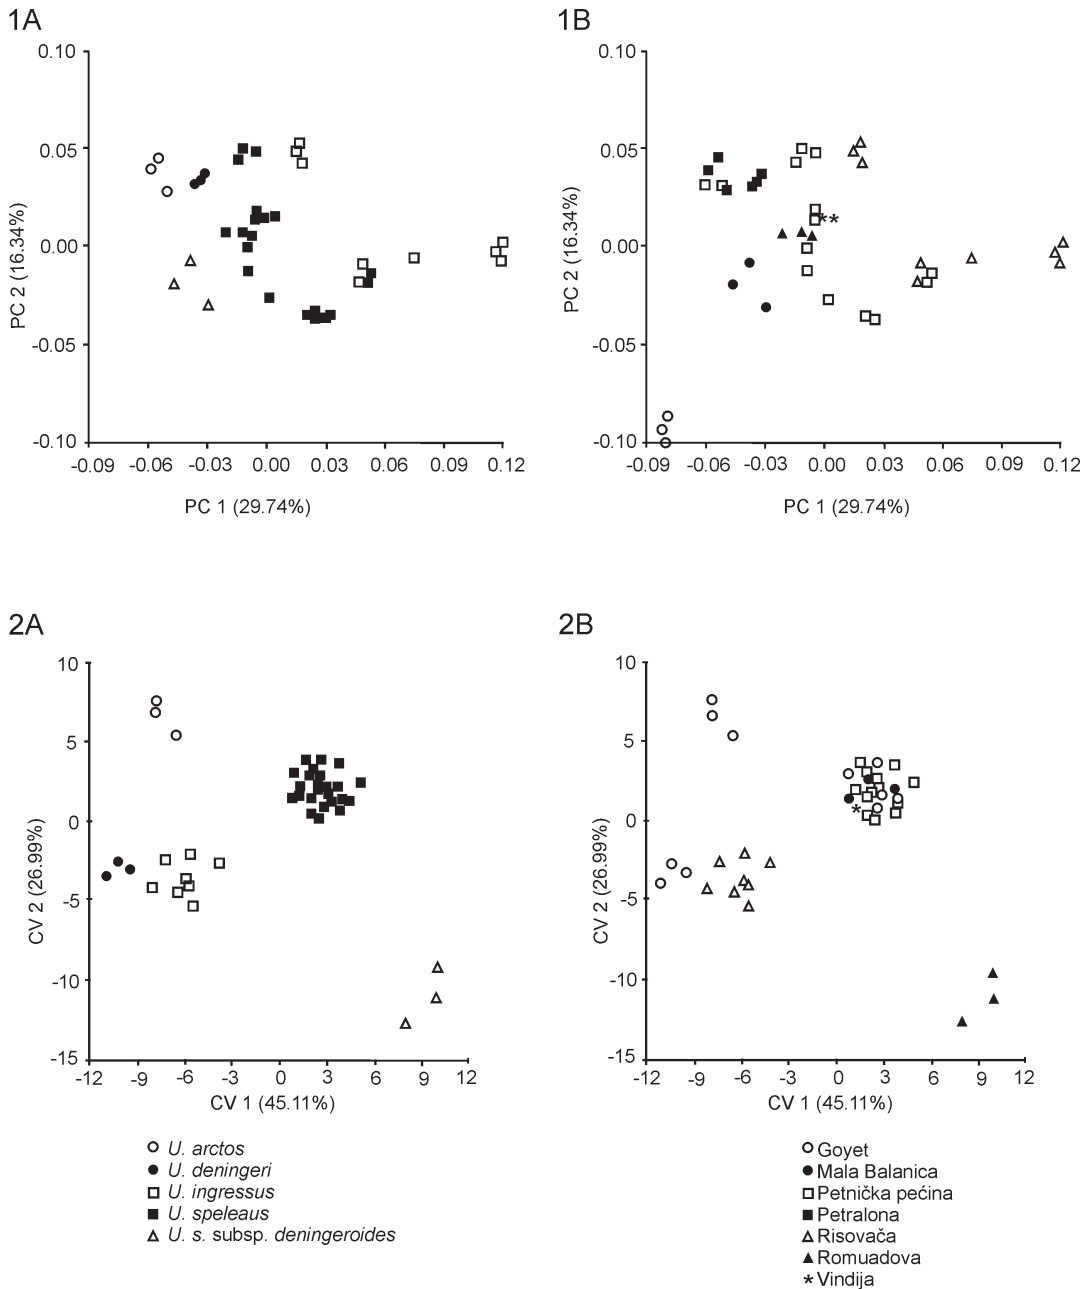 1A
1B
0.10
0.05
0.00
-0.05
-0.10
PC 2 (16.34%)
-0.09 -0.06 -0.03 0.00 0.03 0.06 0.09 0.12
PC 1 (29.74%)
0.10
0.05
0.00
-0.05
-0.10
PC 2 (16.34%)
-0.09 -0.06 -0.03 0.00 0.03 0.06 0.09 0.12
PC 1 (29.74%)
2A
2B
10
5
0
-5
-10
-15
CV 2 (26.99%)
-12 -9 -6 -3 0 3 6 9 12
CV 1 (45.11%)
10
5
0
-5
-10
-15
CV 2 (26.99%)
-12 -9 -6 -3 0 3 6 9 12
CV 1 (45.11%)
U. arctos
U. deningeri
U. ingressus
U. speleaus
U. s. subsp. deningeroides
Goyet
Mala Balanica
Petnička pećina
Petralona
Risovača
Romuadova
Vindija